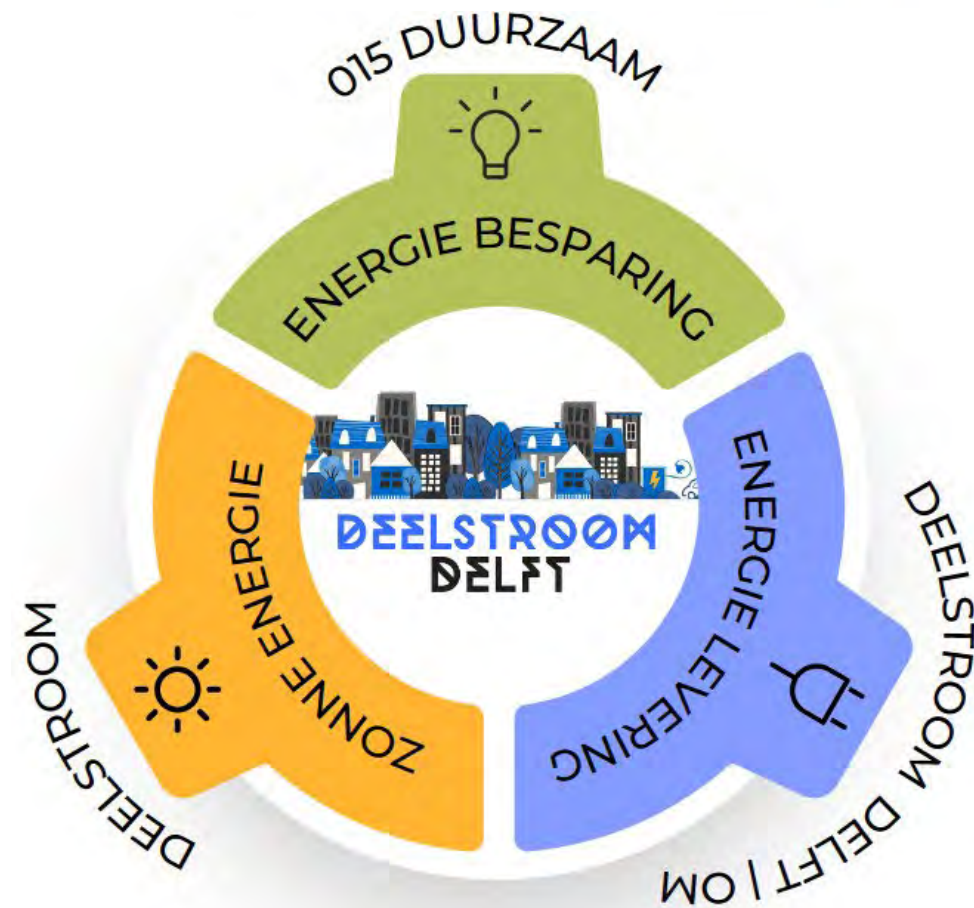 015 DUURZAAM
ENERGIE BESPARING
ZONNE ENERGIE
DEELSTROOM
DEELSTROOM
DELFT
ENERGIE LEVERING
DEELSTROOM DELFT | OM